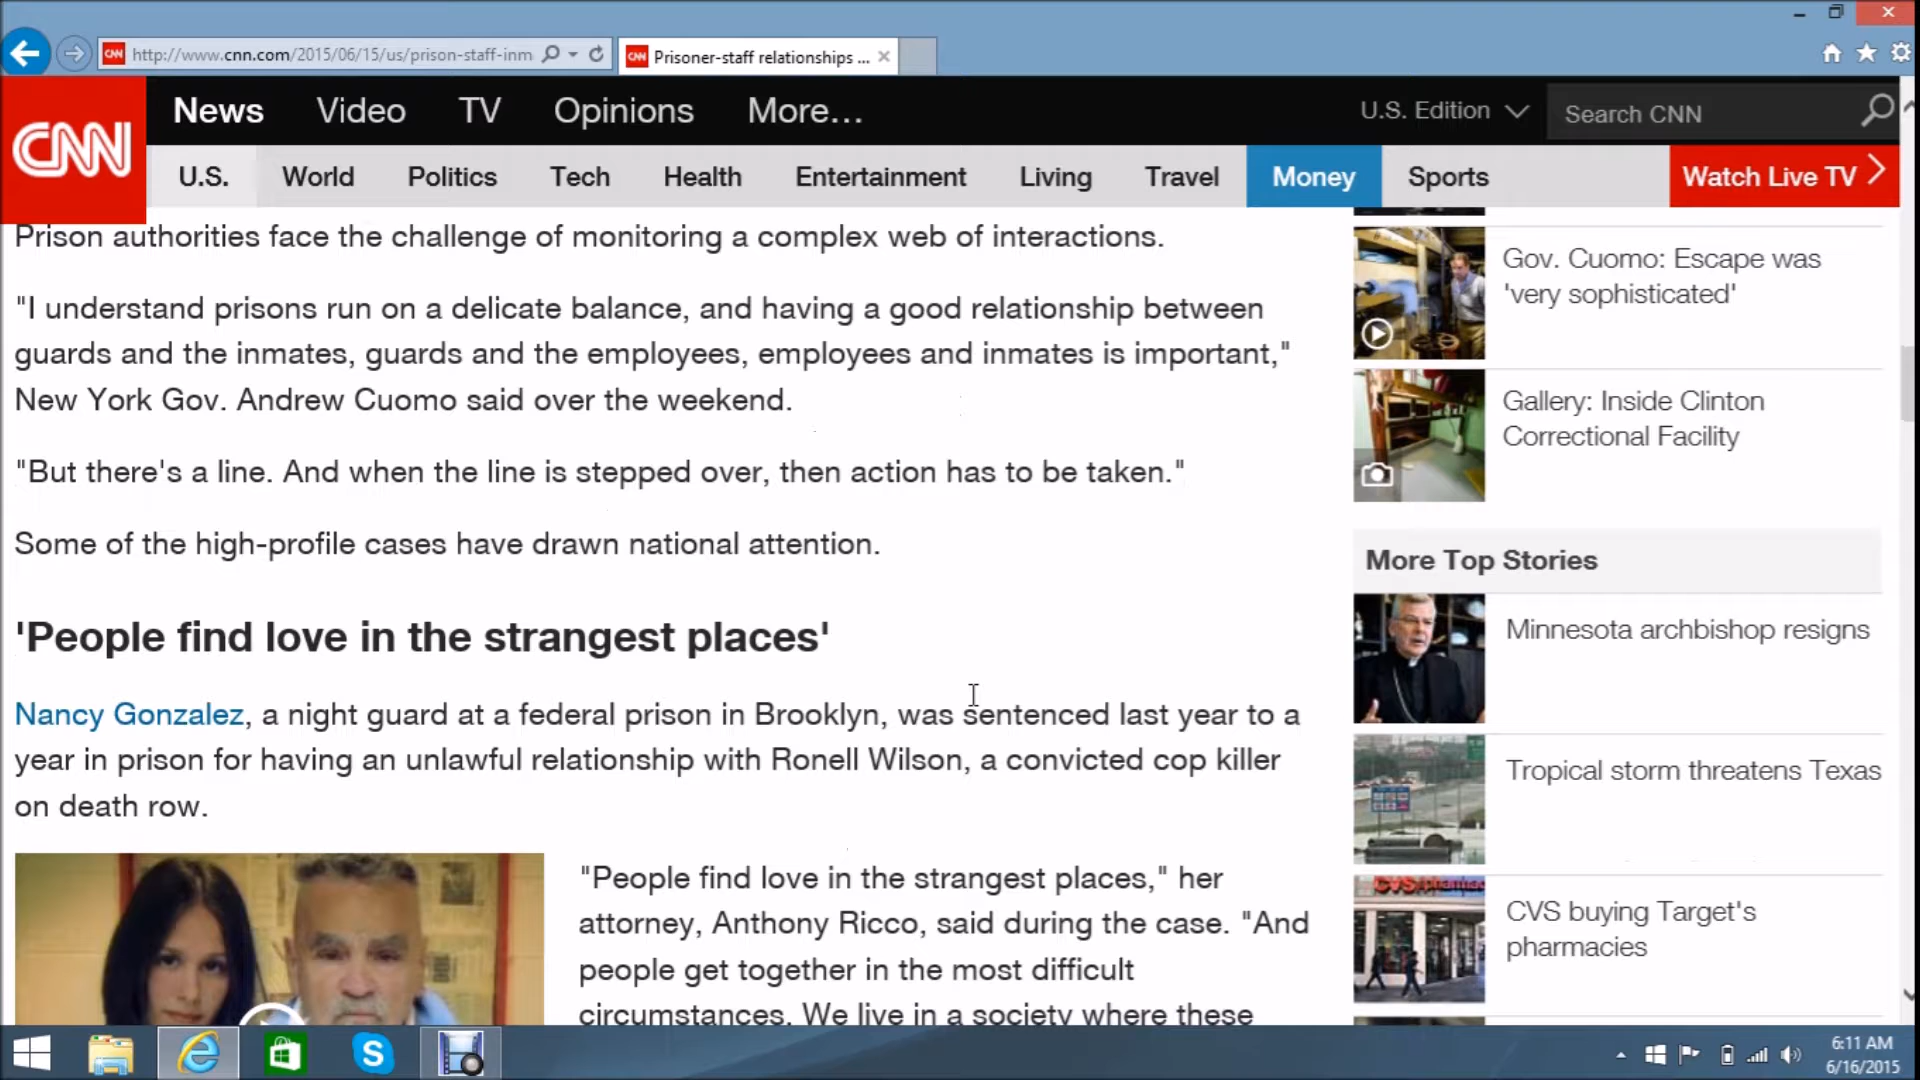 http://www.cnn.com/2015/06/15/us/prison-staff-inm
Prisoner-staff relationships ...
CNN
News Video TV Opinions More...
U.S. Edition
Search CNN
U.S. World Politics Tech Health Entertainment Living Travel Money Sports
Watch Live TV
Prison authorities face the challenge of monitoring a complex web of interactions.
"I understand prisons run on a delicate balance, and having a good relationship between
guards and the inmates, guards and the employees, employees and inmates is important,"
New York Gov. Andrew Cuomo said over the weekend.
"But there's a line. And when the line is stepped over, then action has to be taken."
Some of the high-profile cases have drawn national attention.
'People find love in the strangest places'
Nancy Gonzalez, a night guard at a federal prison in Brooklyn, was sentenced last year to a
year in prison for having an unlawful relationship with Ronell Wilson, a convicted cop killer
on death row.
"People find love in the strangest places," her
attorney, Anthony Ricco, said during the case. "And
people get together in the most difficult
circumstances. We live in a society where these
Gov. Cuomo: Escape was
'very sophisticated'
Gallery: Inside Clinton
Correctional Facility
More Top Stories
Minnesota archbishop resigns
Tropical storm threatens Texas
CVS pharmacy
CVS buying Target's
pharmacies
6:11 AM
6/16/2015